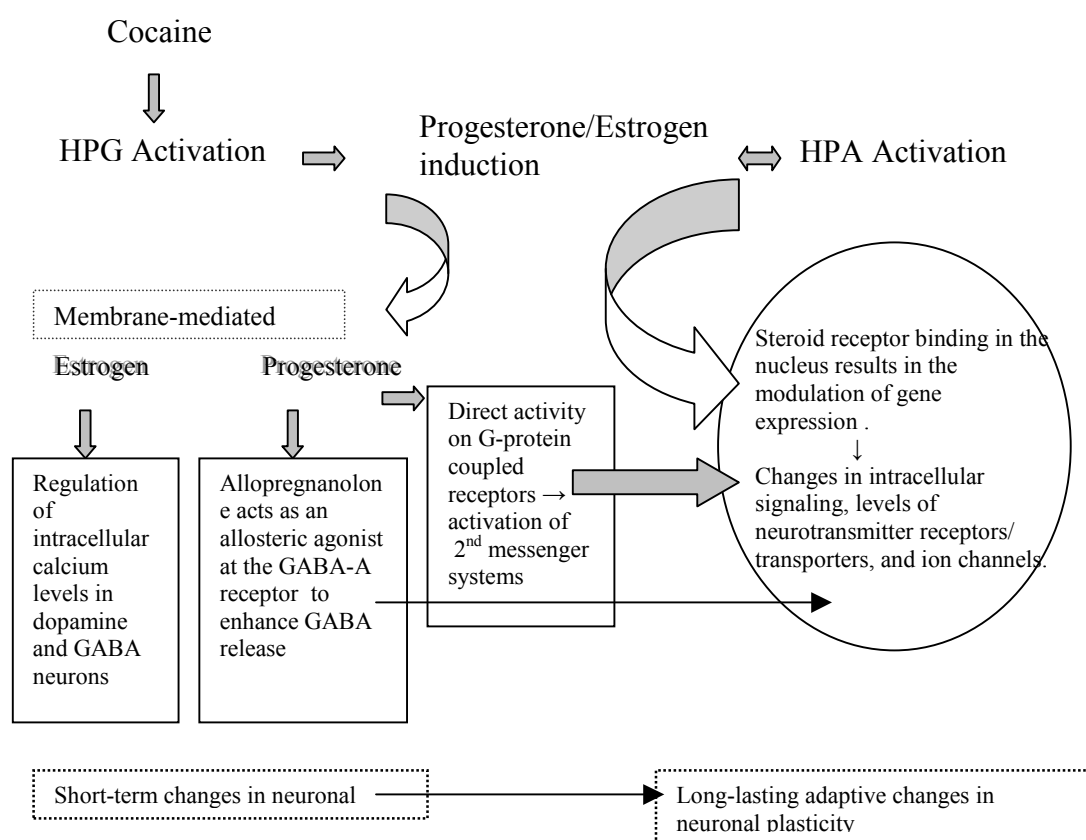 Cocaine
HPG Activation
Progesterone/Estrogen
induction
HPA Activation
Membrane-mediated
Estrogen
Progesterone
Regulation
of
intracellular
calcium
levels in
dopamine
and GABA
neurons
Allopregnanolon
e acts as an
allosteric agonist
at the GABA-A
receptor to
enhance GABA
release
Direct activity
on G-protein
coupled
receptors →
activation of
2nd messenger
systems
Steroid receptor binding in the
nucleus results in the
modulation of gene
expression .
↓
Changes in intracellular
signaling, levels of
neurotransmitter receptors/
transporters, and ion channels.
Short-term changes in neuronal
Long-lasting adaptive changes in
neuronal plasticity